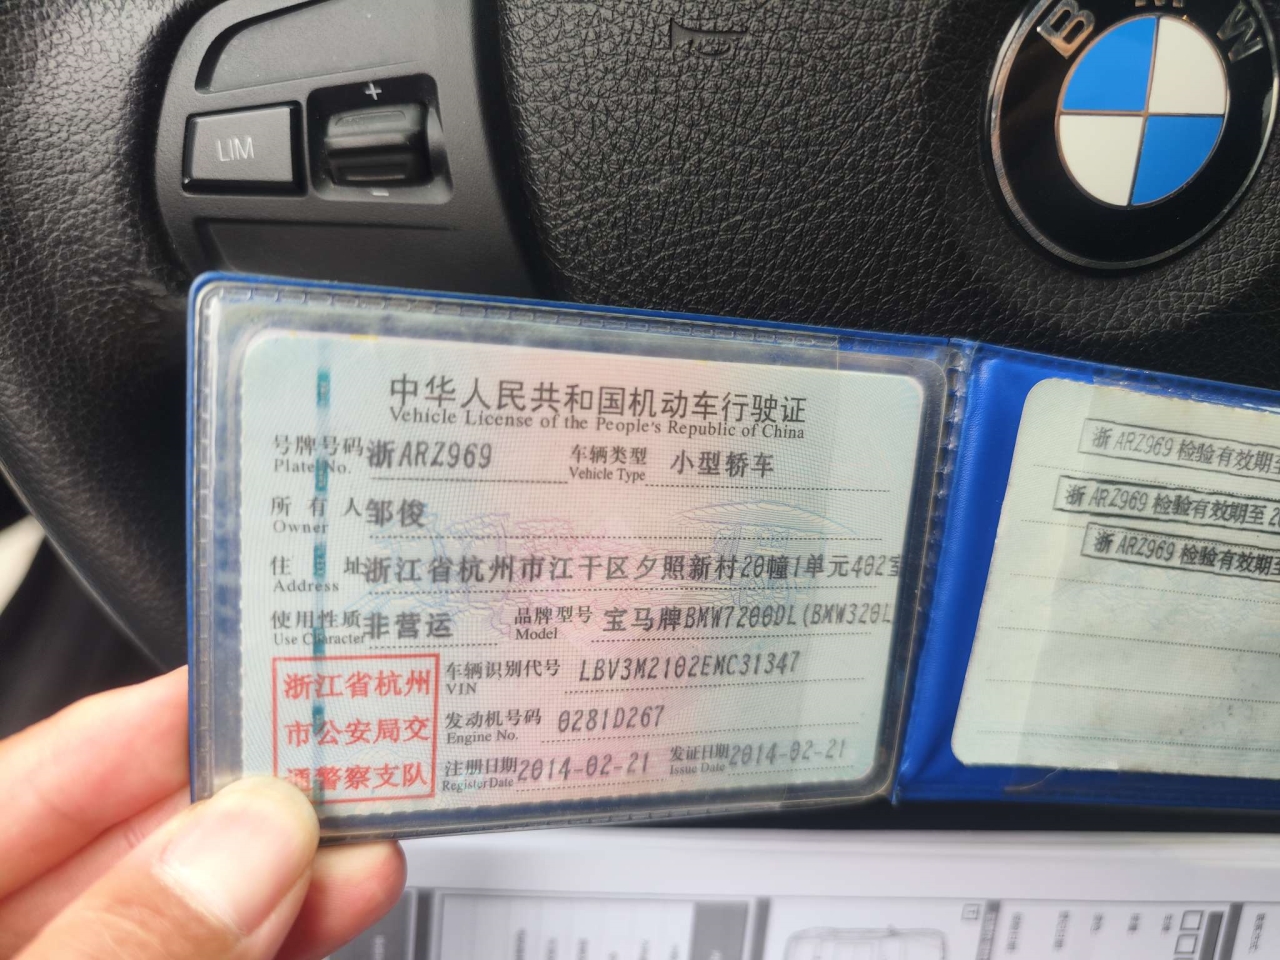 LIM
+
-
BMW
中华人民共和国机动车行驶证
Vehicle License of the People's Republic of China
号牌号码 浙ARZ969 车辆类型 小型轿车
Plate No. Vehicle Type
所有人 邹俊
Owner
住址 浙江省杭州市江干区夕照新村20幢1单元402室
Address
使用性质 非营运 品牌型号 宝马牌BMW7200DL(BMW320L
Use Character Model
浙江省杭州
市公安局交
通警察支队
车辆识别代号 LBV3M2102EMC31347
VIN
发动机号码 0281D267
Engine No.
注册日期 2014-02-21 发证日期 2014-02-21
Register Date Issue Date
浙ARZ969 检验有效期至
浙ARZ969 检验有效期至 2
浙ARZ969 检验有效期至